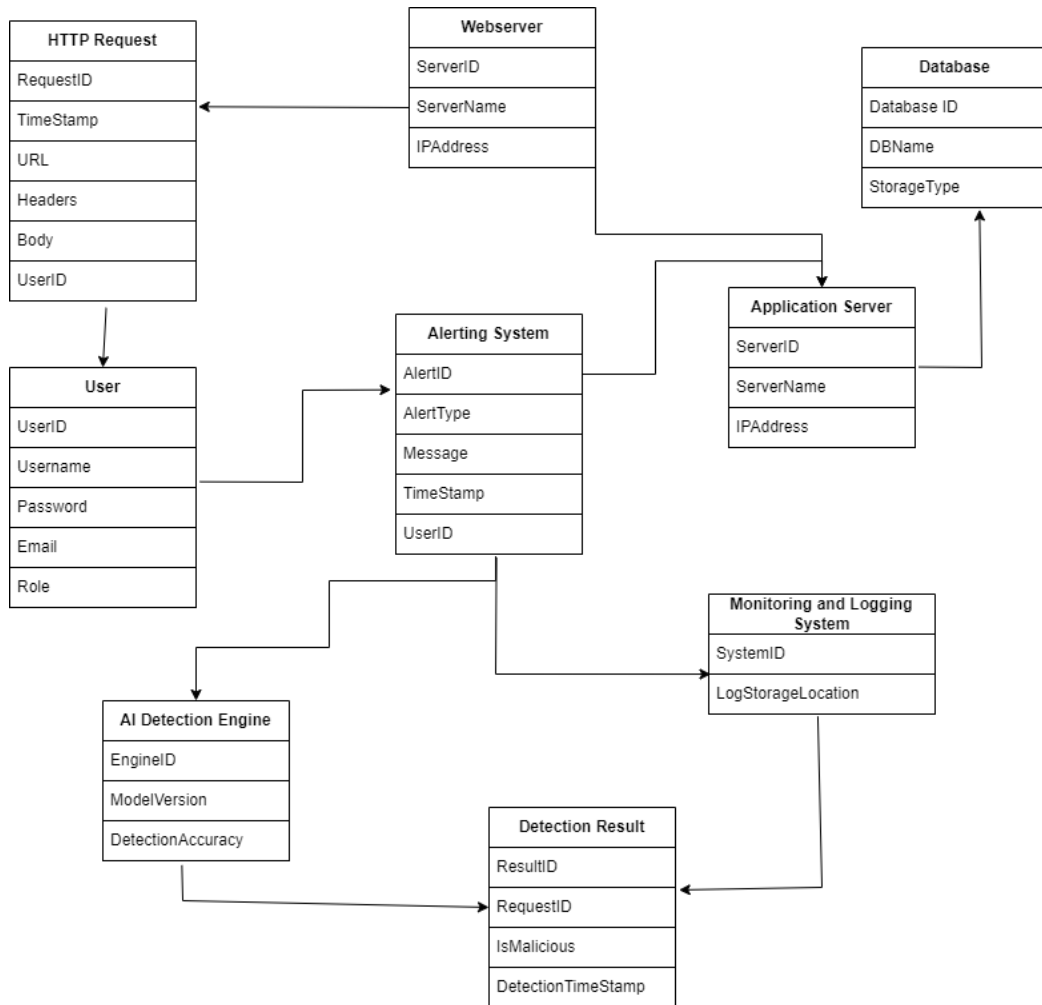 HTTP Request
RequestID
TimeStamp
URL
Headers
Body
UserID
Webserver
ServerID
ServerName
IPAddress
Database
Database ID
DBName
StorageType
Application Server
ServerID
ServerName
IPAddress
Alerting System
AlertID
AlertType
Message
TimeStamp
UserID
User
UserID
Username
Password
Email
Role
Monitoring and Logging
System
SystemID
LogStorageLocation
AI Detection Engine
EngineID
ModelVersion
DetectionAccuracy
Detection Result
ResultID
RequestID
IsMalicious
DetectionTimeStamp